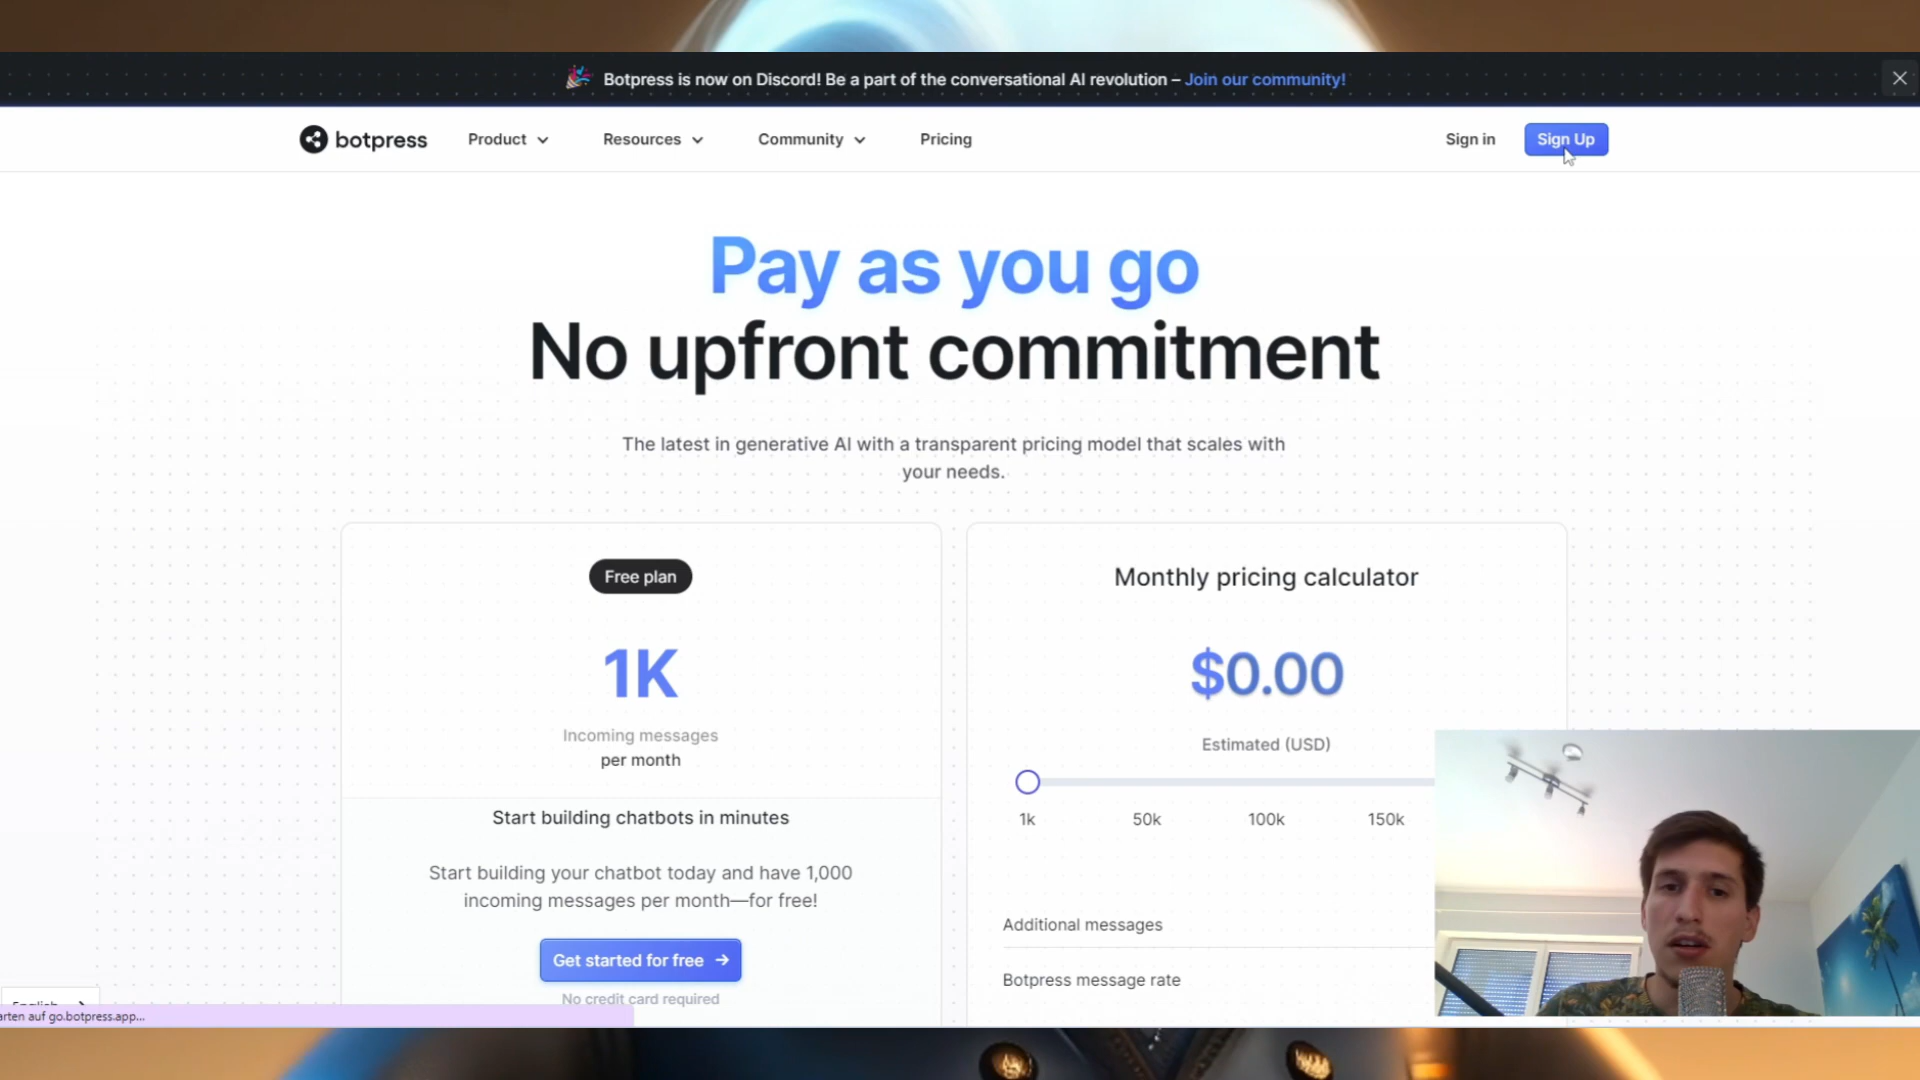 Botpress is now on Discord! Be a part of the conversational AI revolution – Join our community!
botpress
Product
Resources
Community
Pricing
Sign in
Sign Up
Pay as you go
No upfront commitment
The latest in generative AI with a transparent pricing model that scales with
your needs.
Free plan
1K
Incoming messages
per month
Start building chatbots in minutes
Start building your chatbot today and have 1,000
incoming messages per month—for free!
Get started for free →
No credit card required
Monthly pricing calculator
$0.00
Estimated (USD)
1k 50k 100k 150k
Additional messages
Botpress message rate
English
arten auf go.botpress.app...